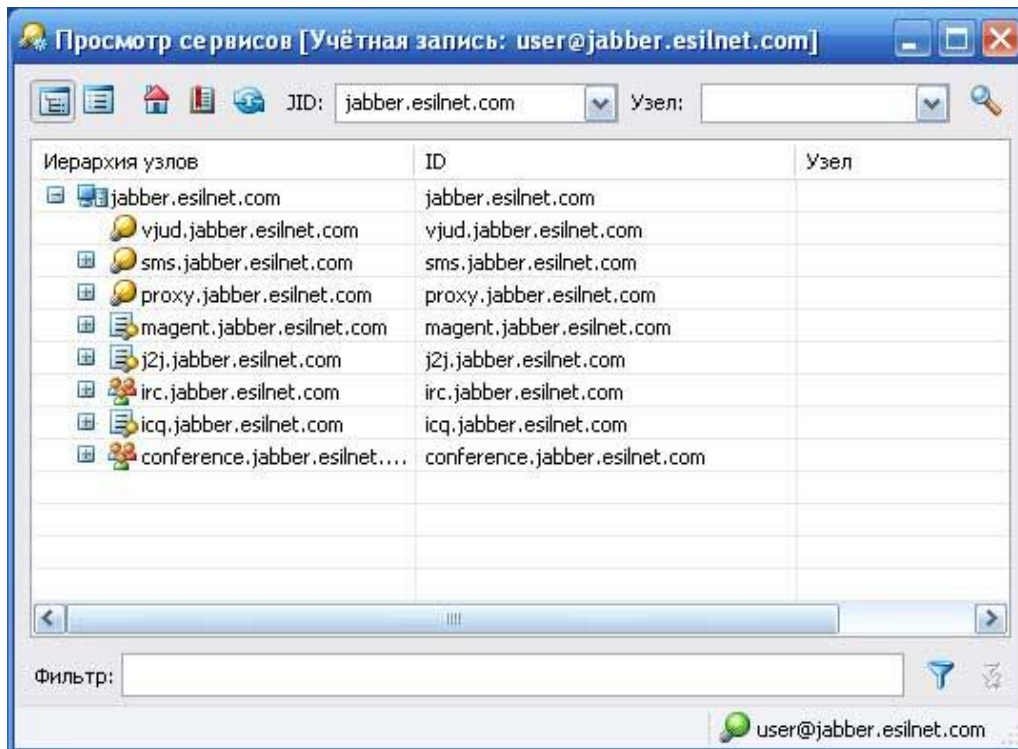 Просмотр сервисов [Учётная запись: user@jabber.esilnet.com]
JID: jabber.esilnet.com Узел:
Иерархия узлов ID Узел
jabber.esilnet.com jabber.esilnet.com
vjud.jabber.esilnet.com vjud.jabber.esilnet.com
sms.jabber.esilnet.com sms.jabber.esilnet.com
proxy.jabber.esilnet.com proxy.jabber.esilnet.com
magent.jabber.esilnet.com magent.jabber.esilnet.com
j2j.jabber.esilnet.com j2j.jabber.esilnet.com
irc.jabber.esilnet.com irc.jabber.esilnet.com
icq.jabber.esilnet.com icq.jabber.esilnet.com
conference.jabber.esilnet.... conference.jabber.esilnet.com
Фильтр:
user@jabber.esilnet.com